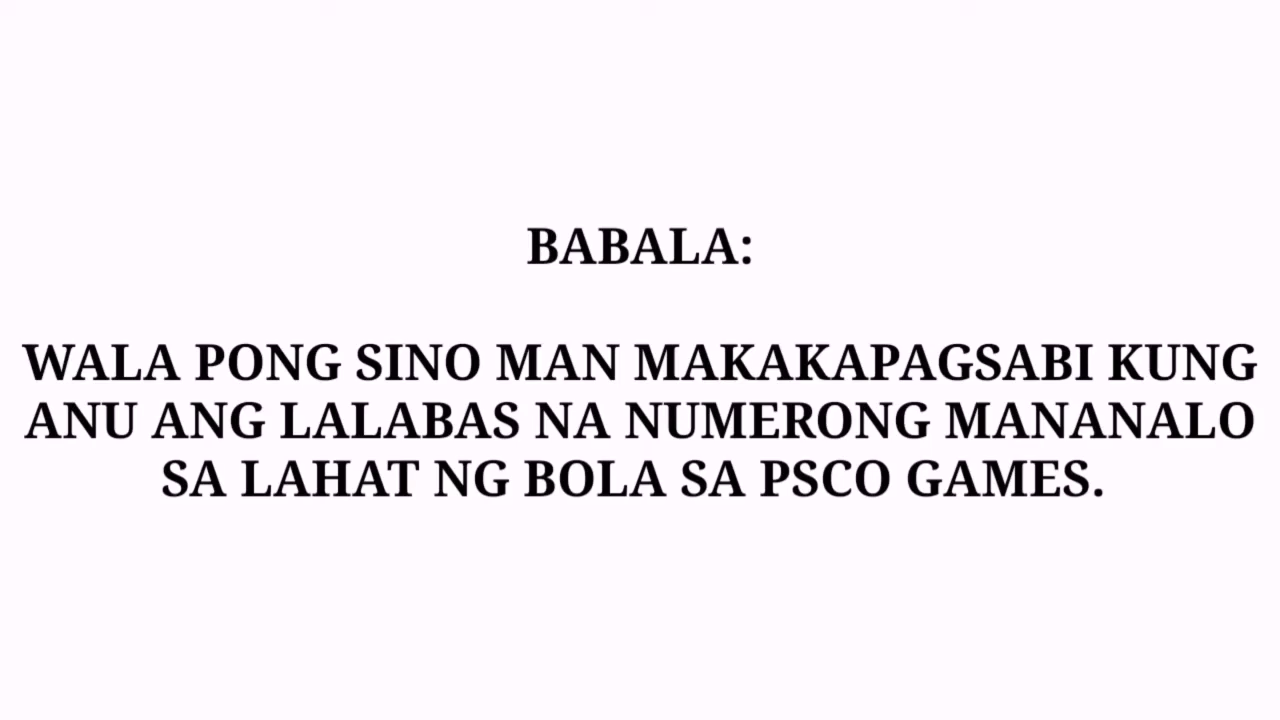 BABALA:
WALA PONG SINO MAN MAKAKAPAGSABI KUNG
ANU ANG LALABAS NA NUMERONG MANANALO
SA LAHAT NG BOLA SA PSCO GAMES.